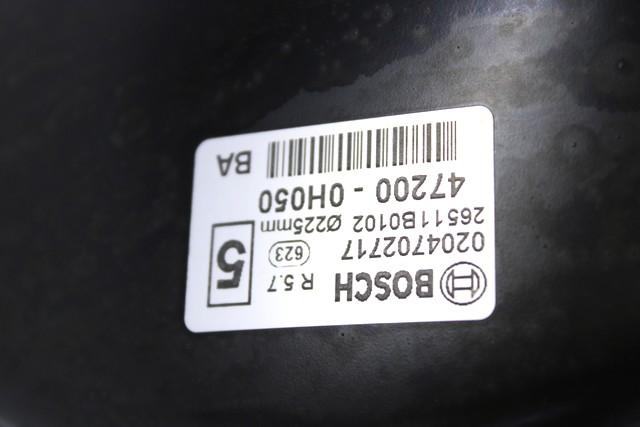 BOSCH R 5.7
0204702717 623 5
26511B0102 Ø225mm
47200 - 0H050
BA